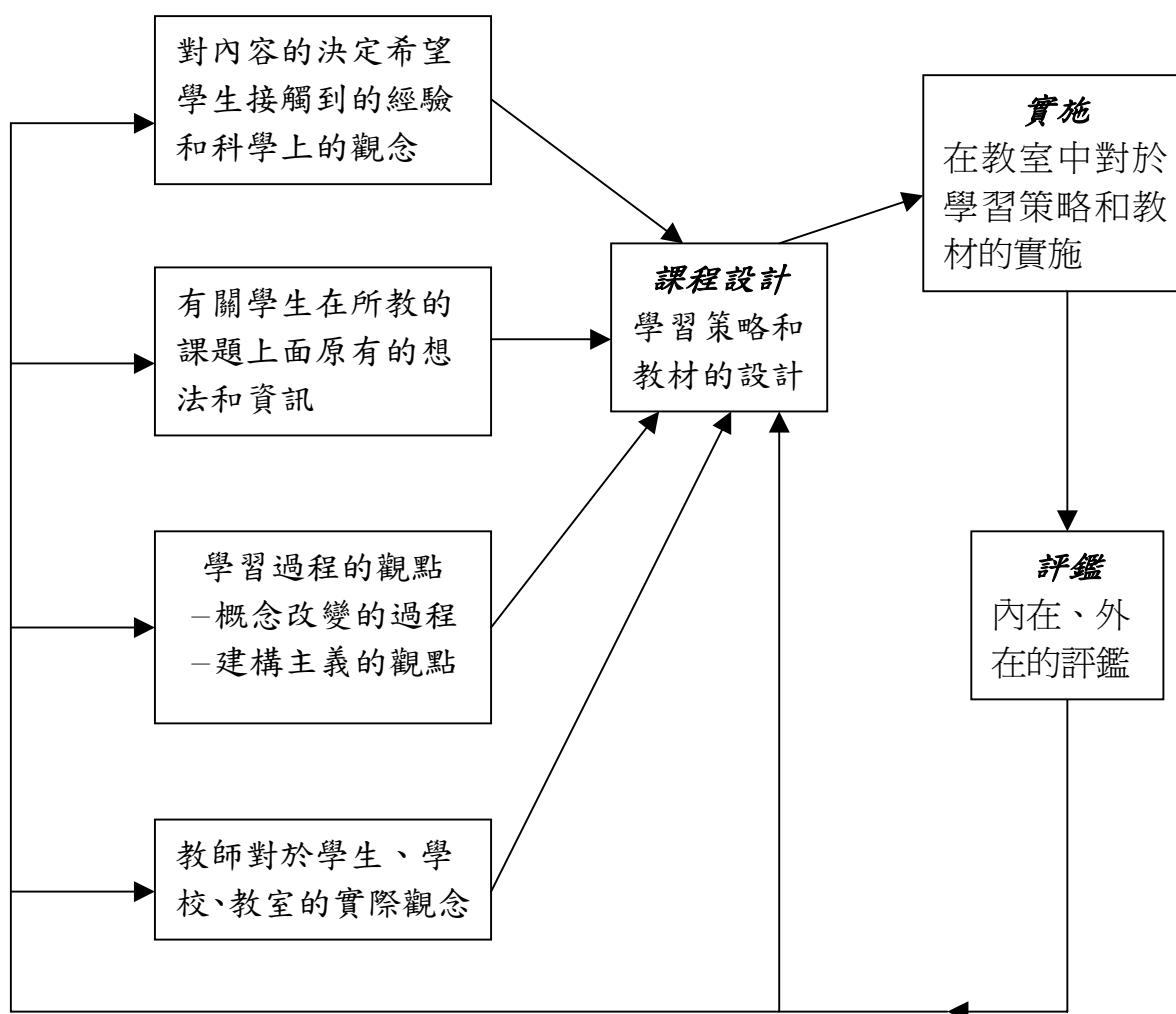 對內容的決定希望
學生接觸到的經驗
和科學上的觀念
有關學生在所教的
課題上面原有的想
法和資訊
學習過程的觀點
–概念改變的過程
–建構主義的觀點
教師對於學生、學
校、教室的實際觀念
課程設計
學習策略和
教材的設計
實施
在教室中對於
學習策略和教
材的實施
評鑑
內在、外
在的評鑑